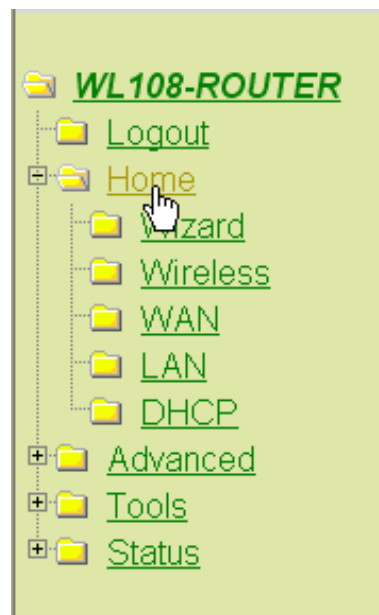 WL108-ROUTER
Logout
Home
Wizard
Wireless
WAN
LAN
DHCP
Advanced
Tools
Status